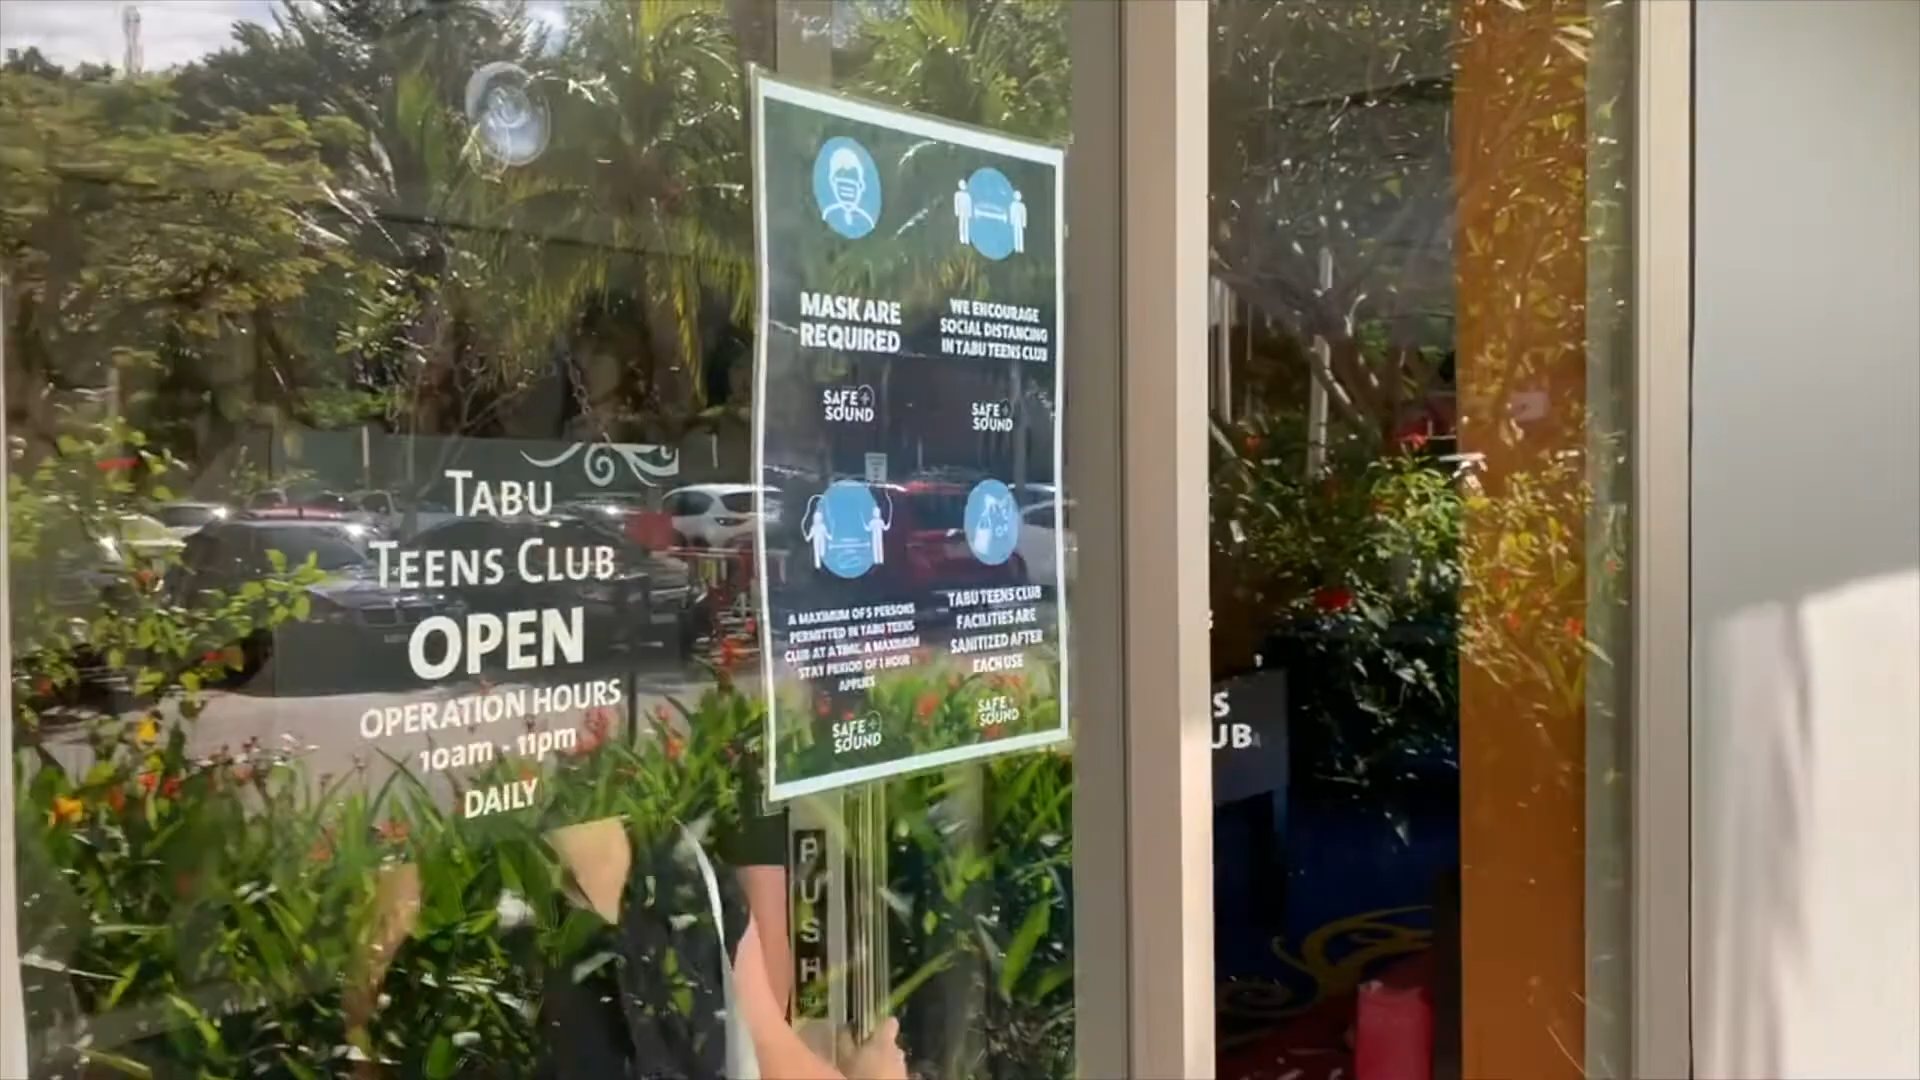 TABU
TEENS CLUB
OPEN
OPERATION HOURS
10am - 11pm
DAILY
MASK ARE
REQUIRED
SAFE+
SOUND
WE ENCOURAGE
SOCIAL DISTANCING
IN TABU TEENS CLUB
SAFE+
SOUND
A MAXIMUM OF 5 PERSONS
PERMITTED IN TABU TEENS
CLUB AT A TIME. A MAXIMUM
STAY PERIOD OF 1 HOUR
APPLIES
SAFE+
SOUND
TABU TEENS CLUB
FACILITIES ARE
SANITIZED AFTER
EACH USE
SAFE+
SOUND
PUSH
S
UB